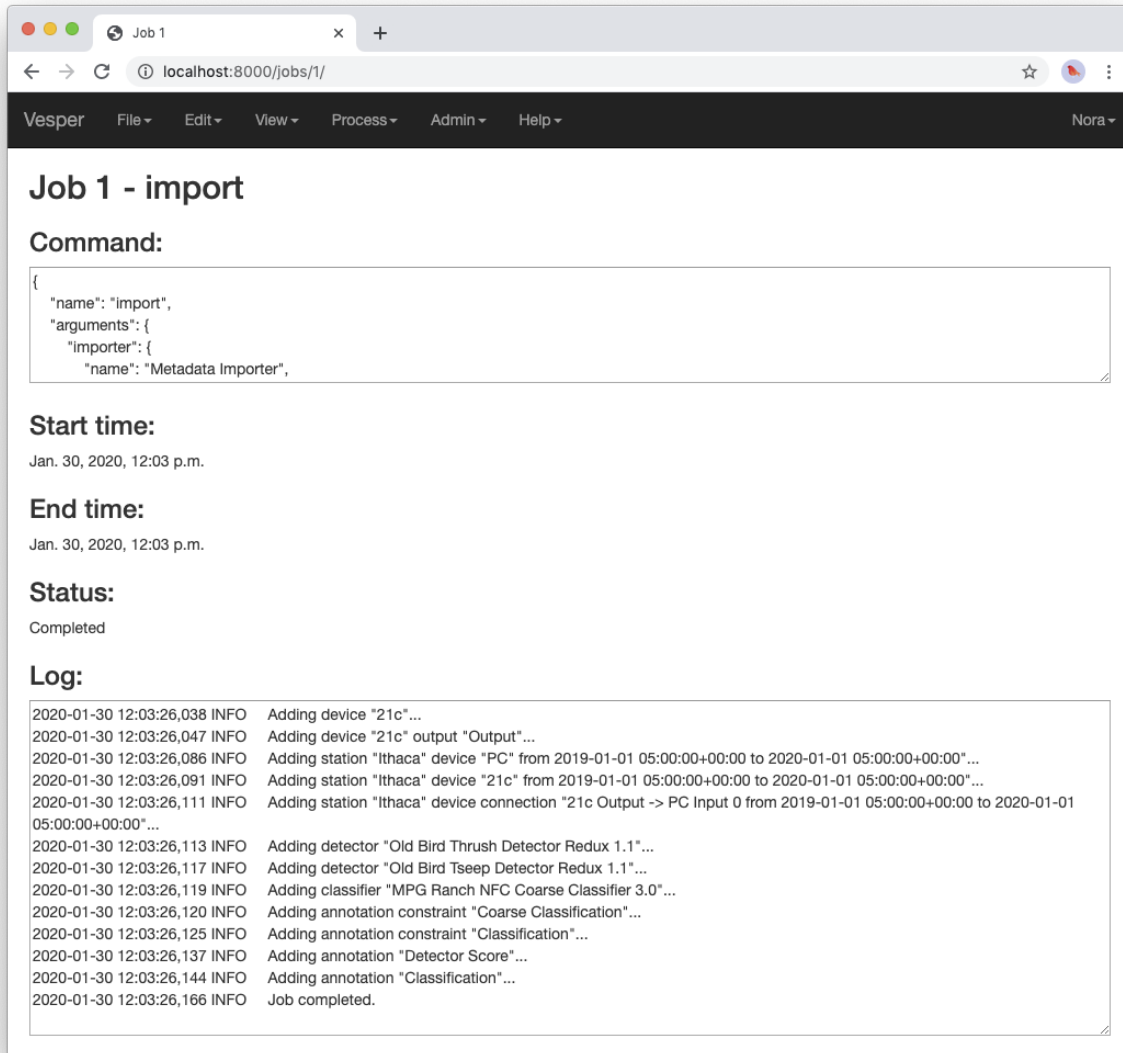 Job 1
localhost:8000/jobs/1/
Vesper File Edit View Process Admin Help Nora
Job 1 - import
Command:
{
"name": "import",
"arguments": {
"importer": {
"name": "Metadata Importer",
Start time:
Jan. 30, 2020, 12:03 p.m.
End time:
Jan. 30, 2020, 12:03 p.m.
Status:
Completed
Log:
2020-01-30 12:03:26,038 INFO Adding device "21c"...
2020-01-30 12:03:26,047 INFO Adding device "21c" output "Output"...
2020-01-30 12:03:26,086 INFO Adding station "Ithaca" device "PC" from 2019-01-01 05:00:00+00:00 to 2020-01-01 05:00:00+00:00"...
2020-01-30 12:03:26,091 INFO Adding station "Ithaca" device "21c" from 2019-01-01 05:00:00+00:00 to 2020-01-01 05:00:00+00:00"...
2020-01-30 12:03:26,111 INFO Adding station "Ithaca" device connection "21c Output -> PC Input 0 from 2019-01-01 05:00:00+00:00 to 2020-01-01
05:00:00+00:00"...
2020-01-30 12:03:26,113 INFO Adding detector "Old Bird Thrush Detector Redux 1.1"...
2020-01-30 12:03:26,117 INFO Adding detector "Old Bird Tseep Detector Redux 1.1"...
2020-01-30 12:03:26,119 INFO Adding classifier "MPG Ranch NFC Coarse Classifier 3.0"...
2020-01-30 12:03:26,120 INFO Adding annotation constraint "Coarse Classification"...
2020-01-30 12:03:26,125 INFO Adding annotation constraint "Classification"...
2020-01-30 12:03:26,137 INFO Adding annotation "Detector Score"...
2020-01-30 12:03:26,144 INFO Adding annotation "Classification"...
2020-01-30 12:03:26,166 INFO Job completed.